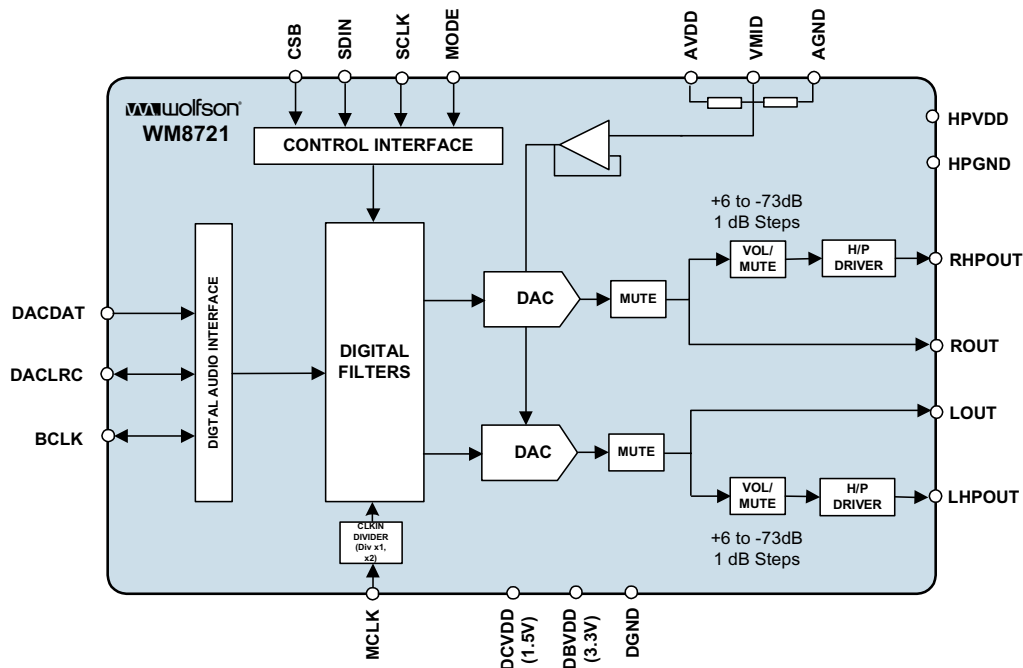 CSB
SDIN
SCLK
MODE
AVDD
VMID
AGND
wolfson
WM8721
CONTROL INTERFACE
HPVDD
HPGND
+6 to -73dB
1 dB Steps
VOL/
MUTE
H/P
DRIVER
RHPOUT
DAC
MUTE
ROUT
DACDAT
DACLRC
BCLK
DIGTAL AUDIO INTERFACE
DIGITAL
FILTERS
LOUT
DAC
MUTE
VOL/
MUTE
H/P
DRIVER
LHPOUT
+6 to -73dB
1 dB Steps
CLKIN
DIVIDER
(Div x1,
x2)
MCLK
DCVDD
(1.5V)
DBVDD
(3.3V)
DGND